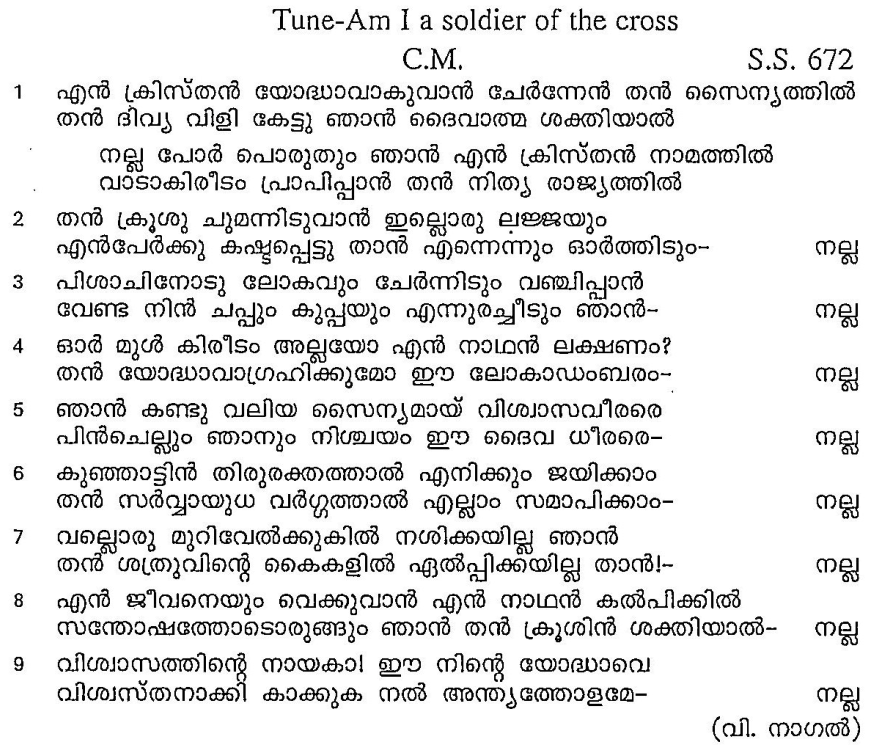 Tune-Am I a soldier of the cross
C.M. S.S. 672
1 എൻ ക്രിസ്തൻ യോദ്ധാവാകുവാൻ ചേർന്നേൻ തൻ സൈന്യത്തിൽ
തൻ ദിവ്യ വിളി കേട്ടു ഞാൻ ദൈവാത്മ ശക്തിയാൽ
നല്ല പോർ പൊരുതും ഞാൻ എൻ ക്രിസ്തൻ നാമത്തിൽ
വാടാകിരീടം പ്രാപിപ്പാൻ തൻ നിത്യ രാജ്യത്തിൽ
2 തൻ ക്രൂശു ചുമന്നിടുവാൻ ഇല്ലൊരു ലജ്ജയും
എൻപേർക്കു കഷ്ടപ്പെട്ടു താൻ എന്നെന്നും ഓർത്തിടും- നല്ല
3 പിശാചിനോടു ലോകവും ചേർന്നിടും വഞ്ചിപ്പാൻ
വേണ്ട നിൻ ചപ്പും കുപ്പയും എന്നുരച്ചീടും ഞാൻ- നല്ല
4 ഓർ മുൾ കിരീടം അല്ലയോ എൻ നാഥൻ ലക്ഷണം?
തൻ യോദ്ധാവാഗ്രഹിക്കുമോ ഈ ലോകാഡംബരം- നല്ല
5 ഞാൻ കണ്ടു വലിയ സൈന്യമായ് വിശ്വാസവീരരെ
പിൻചെല്ലും ഞാനും നിശ്ചയം ഈ ദൈവ ധീരരെ- നല്ല
6 കുഞ്ഞാട്ടിൻ തിരുരക്തത്താൽ എനിക്കും ജയിക്കാം
തൻ സർവ്വായുധ വർഗ്ഗത്താൽ എല്ലാം സമാപിക്കാം- നല്ല
7 വല്ലൊരു മുറിവേൽക്കുകിൽ നശിക്കയില്ല ഞാൻ
തൻ ശത്രുവിന്റെ കൈകളിൽ ഏൽപ്പിക്കയില്ല താൻ!- നല്ല
8 എൻ ജീവനെയും വെക്കുവാൻ എൻ നാഥൻ കൽപിക്കിൽ
സന്തോഷത്തോടൊരുങ്ങും ഞാൻ തൻ ക്രൂശിൻ ശക്തിയാൽ- നല്ല
9 വിശ്വാസത്തിന്റെ നായകാ! ഈ നിന്റെ യോദ്ധാവെ
വിശ്വസ്തനാക്കി കാക്കുക നൽ അന്ത്യത്തോളമേ- നല്ല
(വി. നാഗൽ)